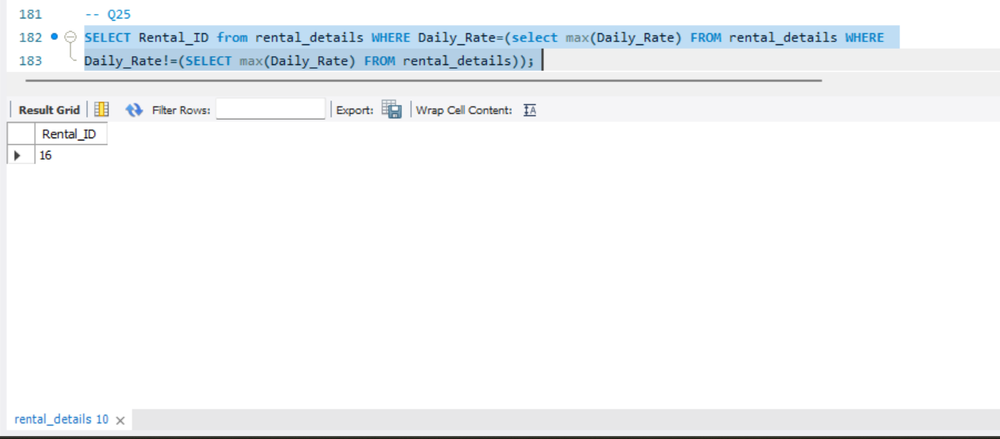 181 -- Q25
182 SELECT Rental_ID from rental_details WHERE Daily_Rate=(select max(Daily_Rate) FROM rental_details WHERE
183 Daily_Rate!=(SELECT max(Daily_Rate) FROM rental_details));
Result Grid Filter Rows: Export: Wrap Cell Content: IA
Rental_ID
16
rental_details 10 ×